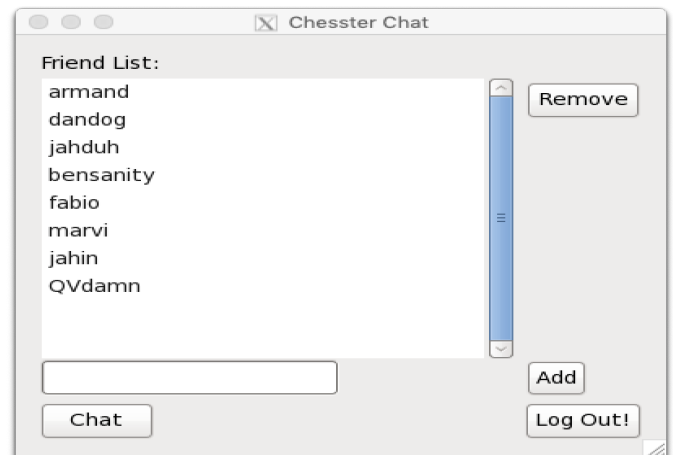 Chesster Chat
Friend List:
armand
Remove
dandog
jahduh
bensanity
fabio
marvi
jahin
QVdamn
Add
Chat
Log Out!